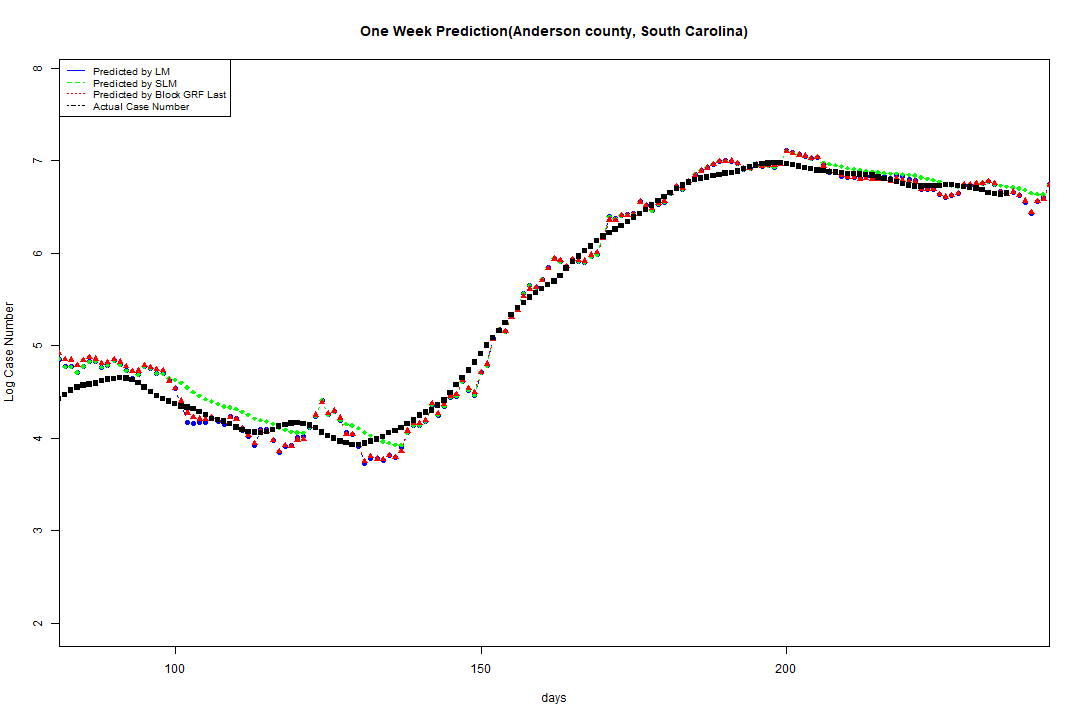 One Week Prediction(Anderson county, South Carolina)
Predicted by LM
Predicted by SLM
Predicted by Block GRF Last
Actual Case Number
8
7
6
5
4
3
2
Log Case Number
100 150 200
days